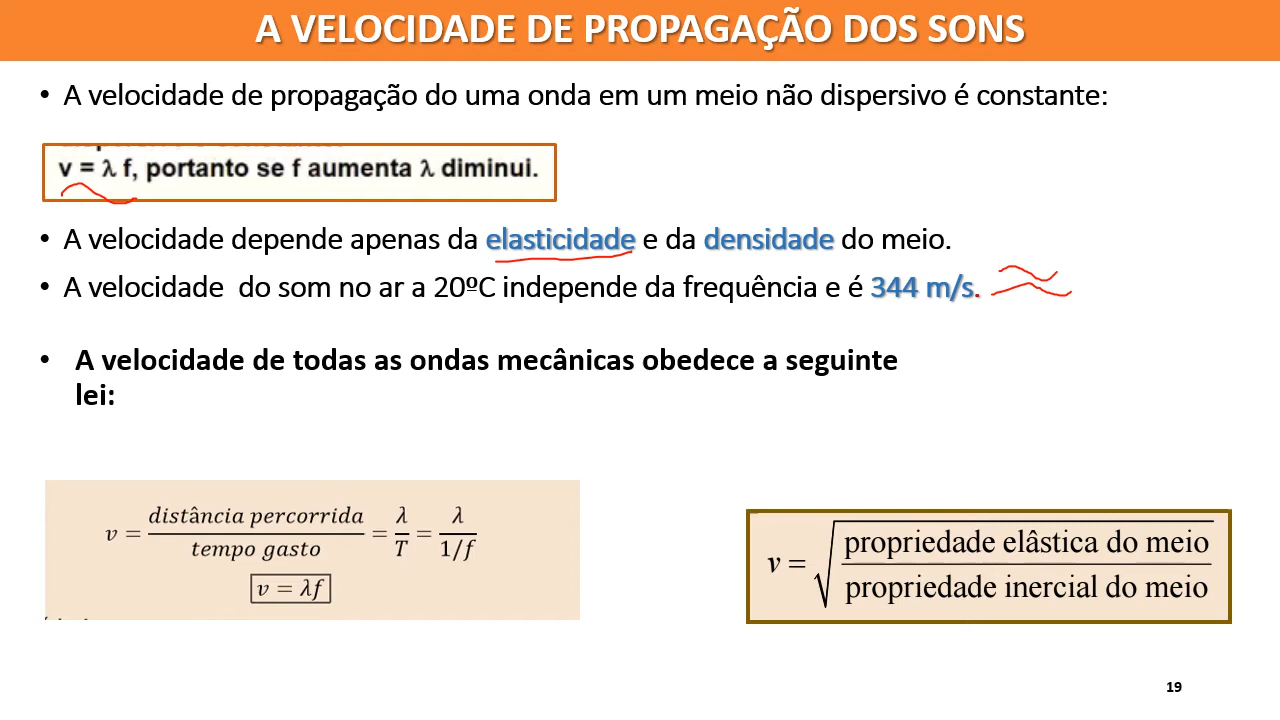 A VELOCIDADE DE PROPAGAÇÃO DOS SONS
• A velocidade de propagação do uma onda em um meio não dispersivo é constante:
v = λ f, portanto se f aumenta λ diminui.
• A velocidade depende apenas da elasticidade e da densidade do meio.
• A velocidade do som no ar a 20ºC independe da frequência e é 344 m/s.
• A velocidade de todas as ondas mecânicas obedece a seguinte
lei:
v = distância percorrida / tempo gasto = λ / T = λ / 1/f
v = λf
v = √ propriedade elâstica do meio / propriedade inercial do meio
19